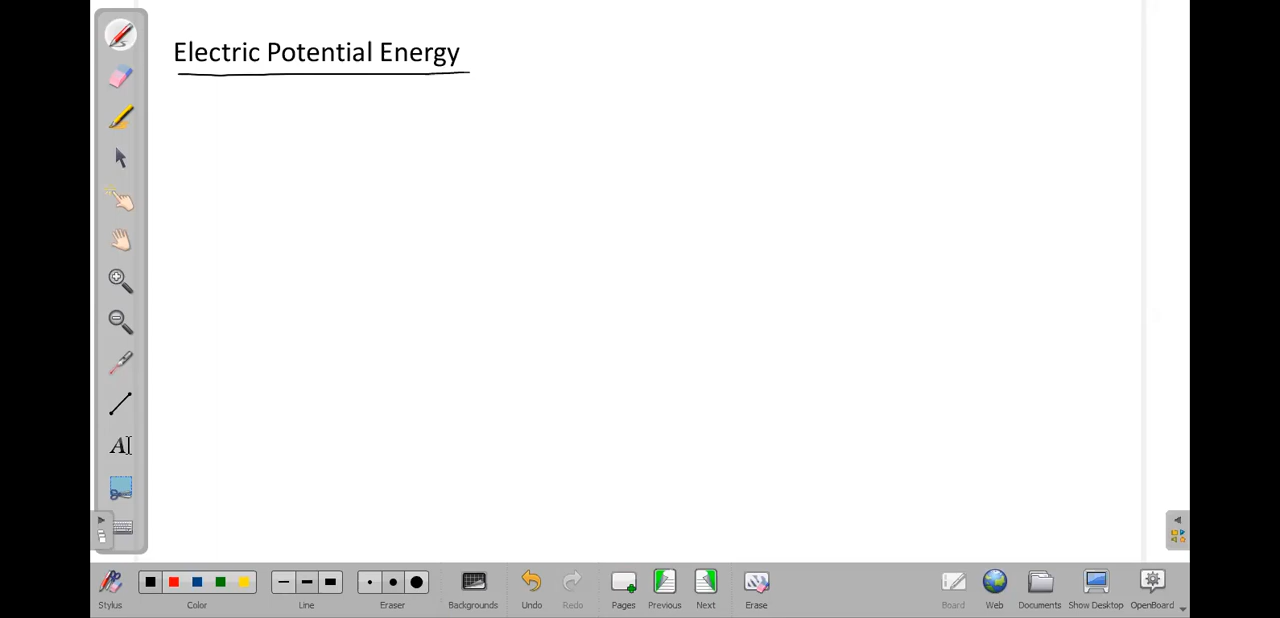 Electric Potential Energy
A
Stylus
Color
Line
Eraser
Backgrounds
Undo
Redo
Pages
Previous
Next
Erase
Board
Web
Documents
Show Desktop
OpenBoard